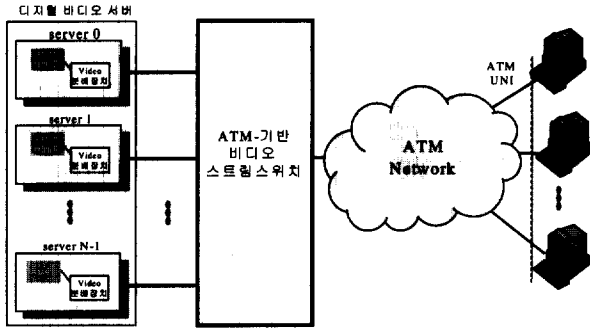 디지털 비디오 서버
server 0
Video
분배장치
server 1
Video
분배장치
server N-1
Video
분배장치
ATM-기반
비디오
스트림스위치
ATM
Network
ATM
UNI